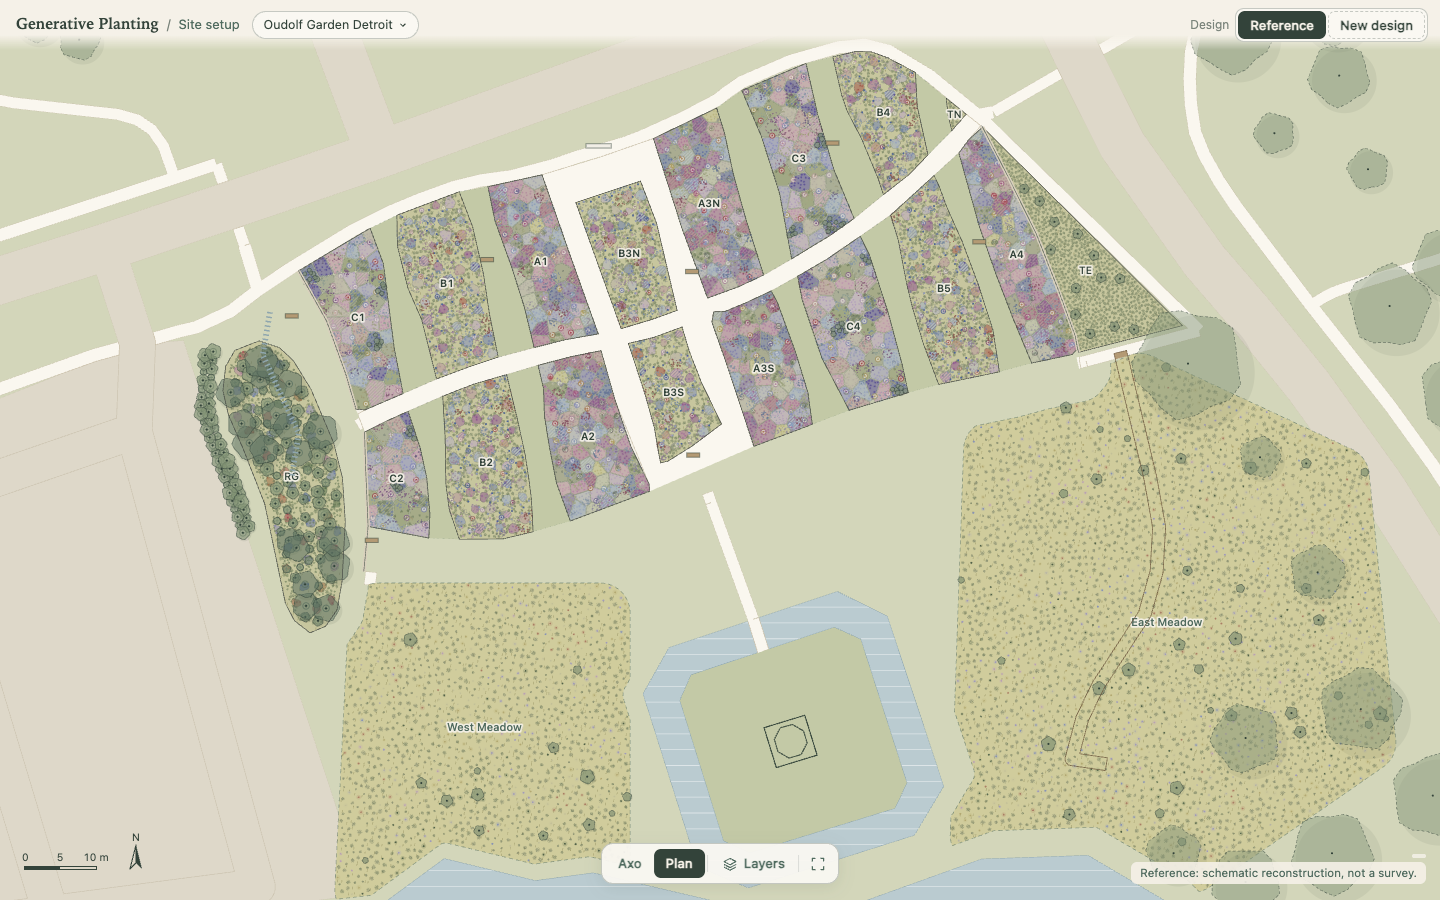 Generative Planting / Site setup Oudolf Garden Detroit
Design Reference New design
B4
TN
C3
A3N
B3N
A1
A4
TE
B1
B5
C1
C4
A3S
B3S
A2
B2
RG
C2
East Meadow
West Meadow
N
0 5 10 m
Axo Plan Layers
Reference: schematic reconstruction, not a survey.